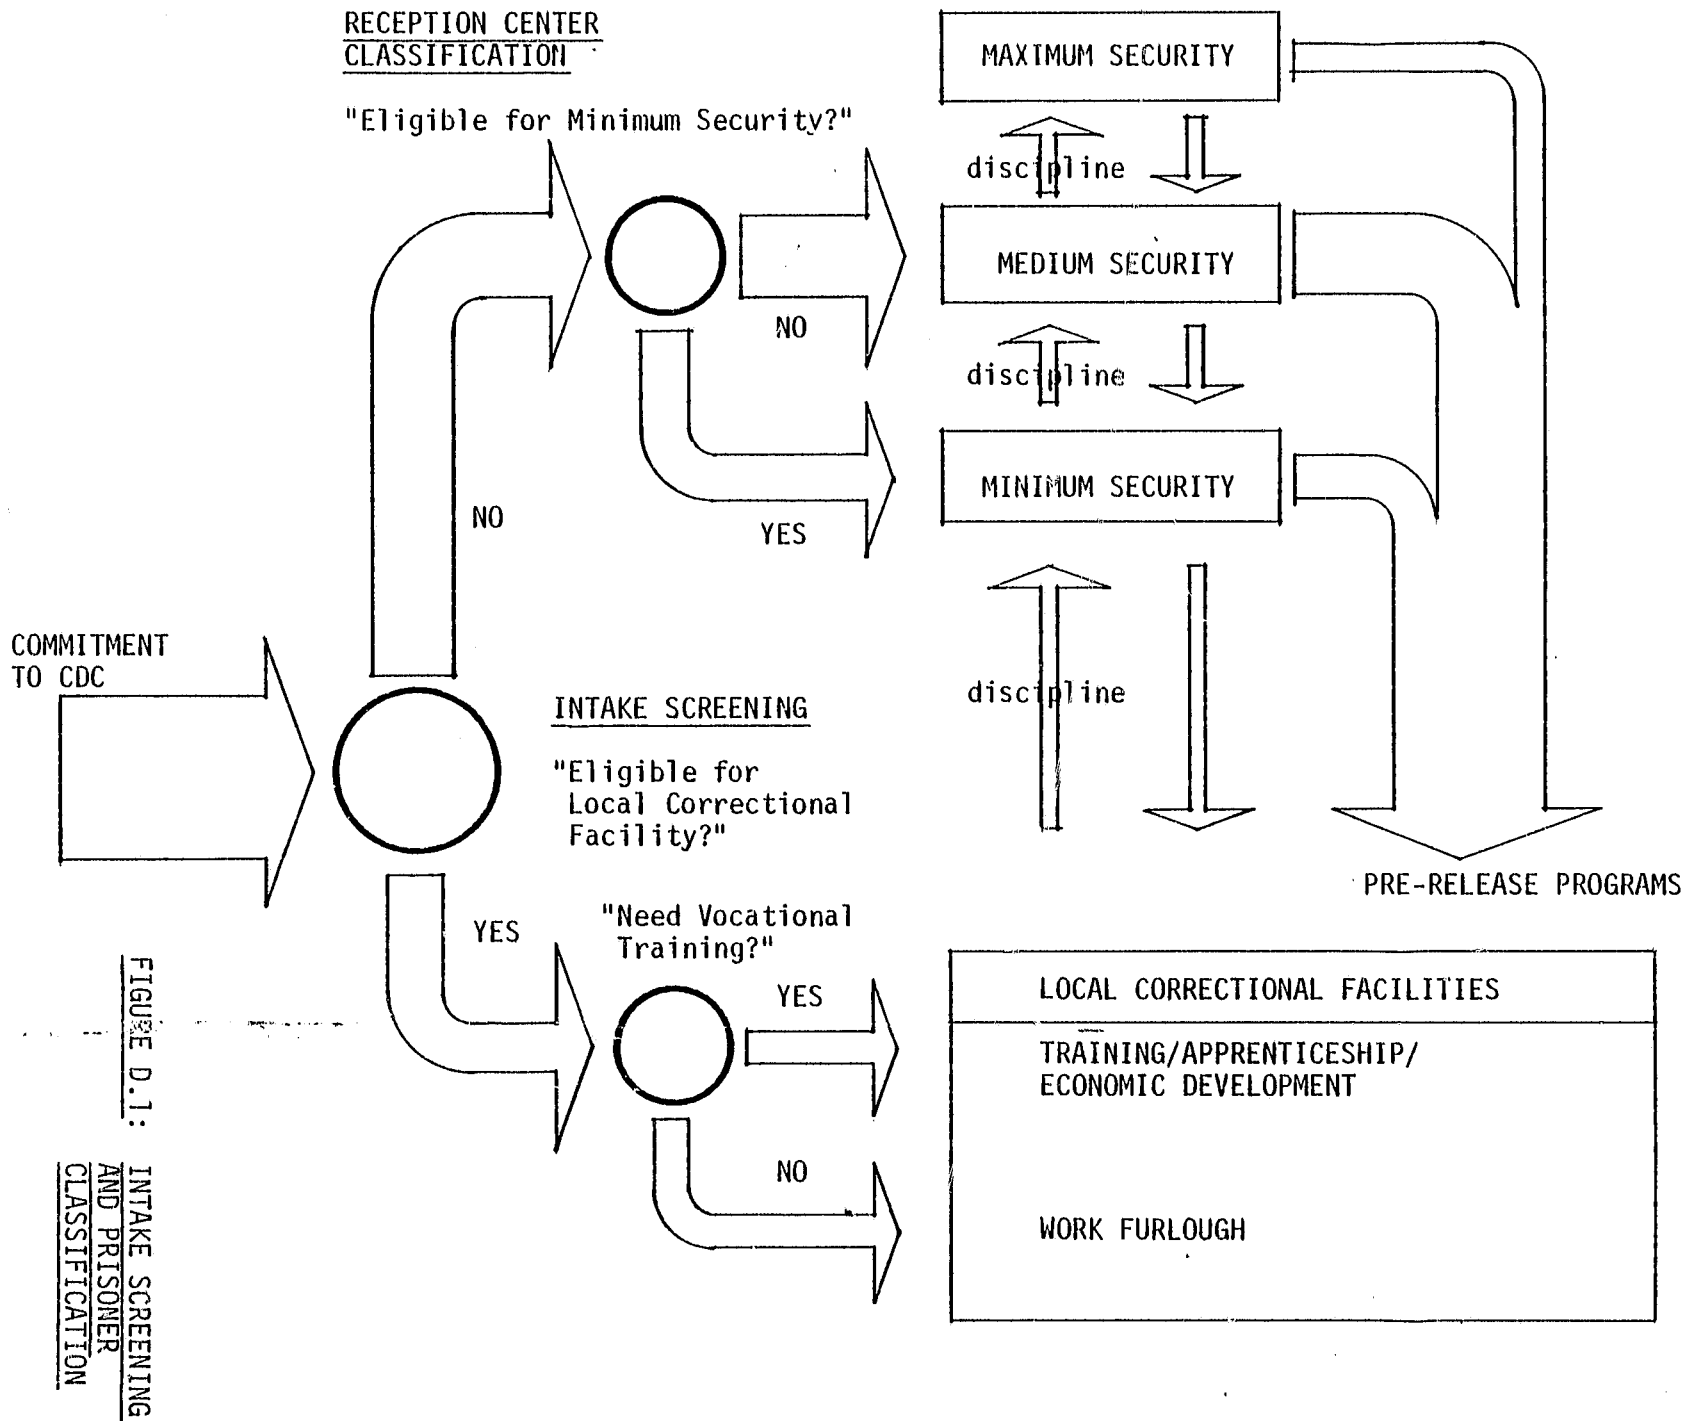 RECEPTION CENTER
CLASSIFICATION
"Eligible for Minimum Security?"
MAXIMUM SECURITY
discipline
MEDIUM SECURITY
NO
discipline
MINIMUM SECURITY
NO
YES
COMMITMENT
TO CDC
discipline
INTAKE SCREENING
"Eligible for
Local Correctional
Facility?"
PRE-RELEASE PROGRAMS
YES
"Need Vocational
Training?"
YES
LOCAL CORRECTIONAL FACILITIES
TRAINING/APPRENTICESHIP/
ECONOMIC DEVELOPMENT
NO
WORK FURLOUGH
FIGURE D.1: INTAKE SCREENING
AND PRISONER
CLASSIFICATION